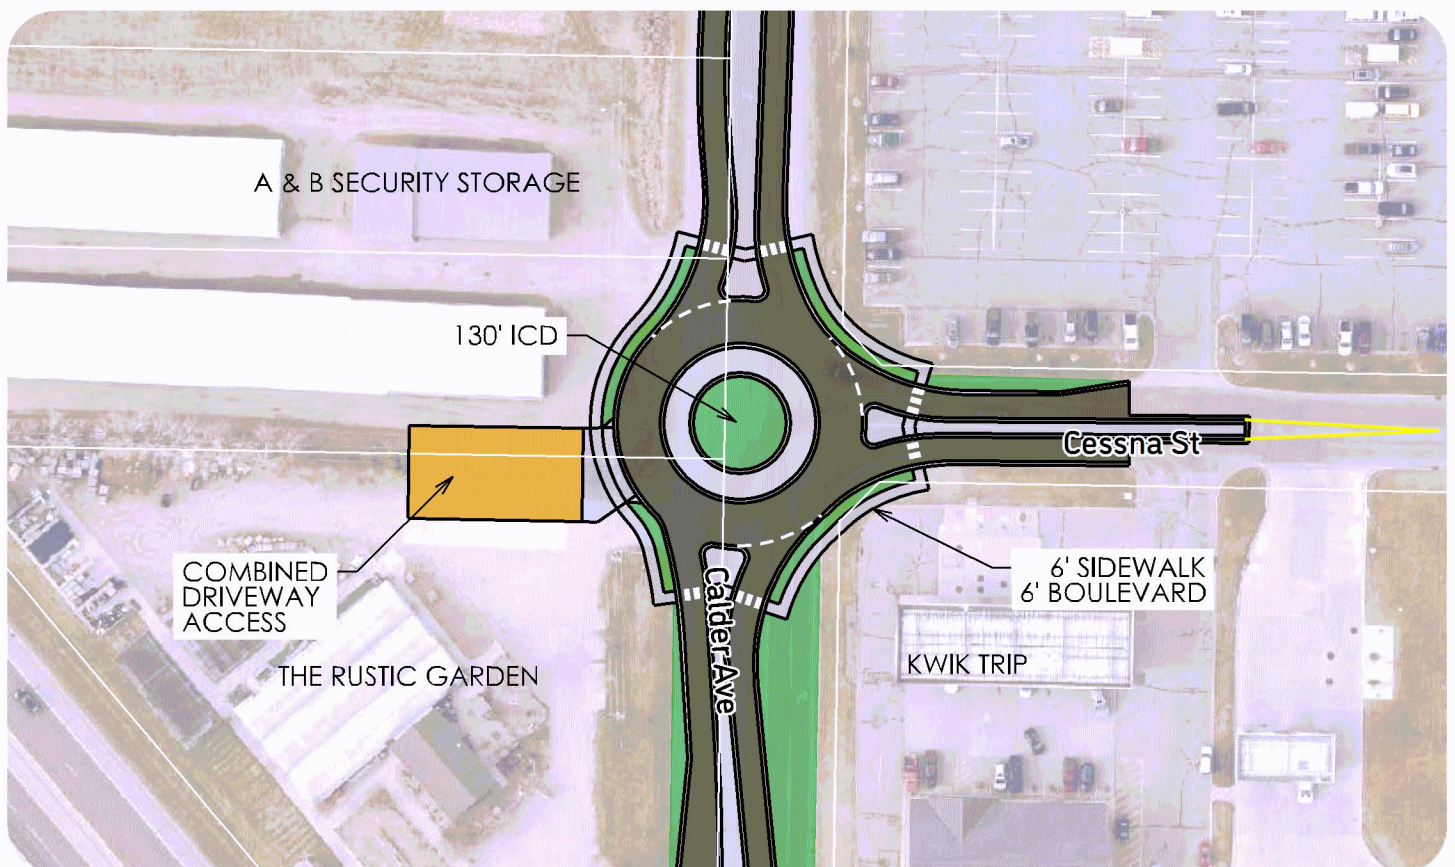 A & B SECURITY STORAGE
130' ICD
Cessna St
COMBINED
DRIVEWAY
ACCESS
6' SIDEWALK
6' BOULEVARD
Calder Ave
THE RUSTIC GARDEN
KWIK TRIP